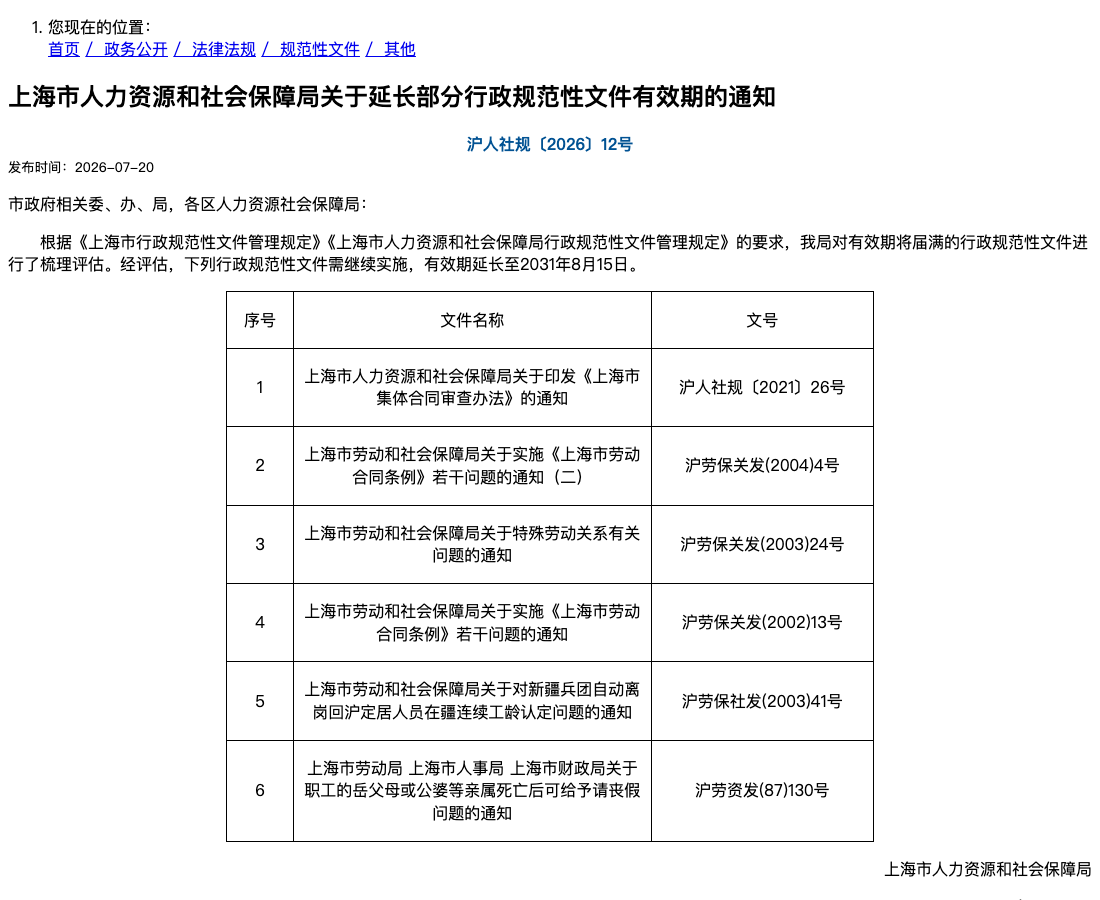 1. 您现在的位置：
首页 / 政务公开 / 法律法规 / 规范性文件 / 其他
上海市人力资源和社会保障局关于延长部分行政规范性文件有效期的通知
沪人社规〔2026〕12号
发布时间：2026-07-20
市政府相关委、办、局，各区人力资源社会保障局：
根据《上海市行政规范性文件管理规定》《上海市人力资源和社会保障局行政规范性文件管理规定》的要求，我局对有效期将届满的行政规范性文件进
行了梳理评估。经评估，下列行政规范性文件需继续实施，有效期延长至2031年8月15日。
序号 文件名称 文号
1 上海市人力资源和社会保障局关于印发《上海市
集体合同审查办法》的通知 沪人社规〔2021〕26号
2 上海市劳动和社会保障局关于实施《上海市劳动
合同条例》若干问题的通知（二） 沪劳保关发(2004)4号
3 上海市劳动和社会保障局关于特殊劳动关系有关
问题的通知 沪劳保关发(2003)24号
4 上海市劳动和社会保障局关于实施《上海市劳动
合同条例》若干问题的通知 沪劳保关发(2002)13号
5 上海市劳动和社会保障局关于对新疆兵团自动离
岗回沪定居人员在疆连续工龄认定问题的通知 沪劳保社发(2003)41号
6 上海市劳动局 上海市人事局 上海市财政局关于
职工的岳父母或公婆等亲属死亡后可给予请丧假
问题的通知 沪劳资发(87)130号
上海市人力资源和社会保障局